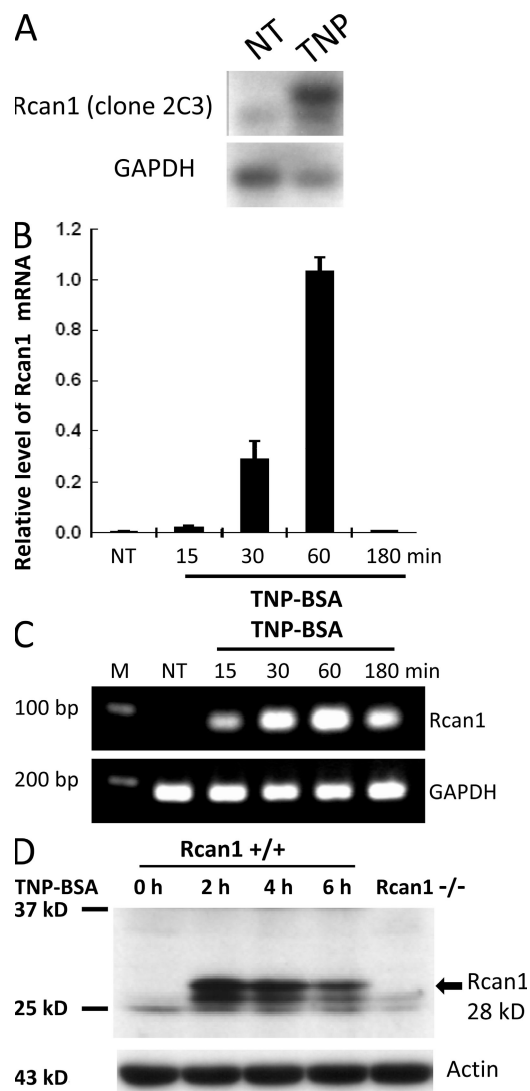 A
NT TNP
Rcan1 (clone 2C3)
GAPDH
B
Relative level of Rcan1 mRNA
1.2
1.0
0.8
0.6
0.4
0.2
0.0
NT 15 30 60 180 min
TNP-BSA
C
TNP-BSA
M NT 15 30 60 180 min
100 bp
Rcan1
200 bp
GAPDH
D
Rcan1 +/+
TNP-BSA 0 h 2 h 4 h 6 h Rcan1 -/-
37 kD
Rcan1
25 kD
28 kD
Actin
43 kD